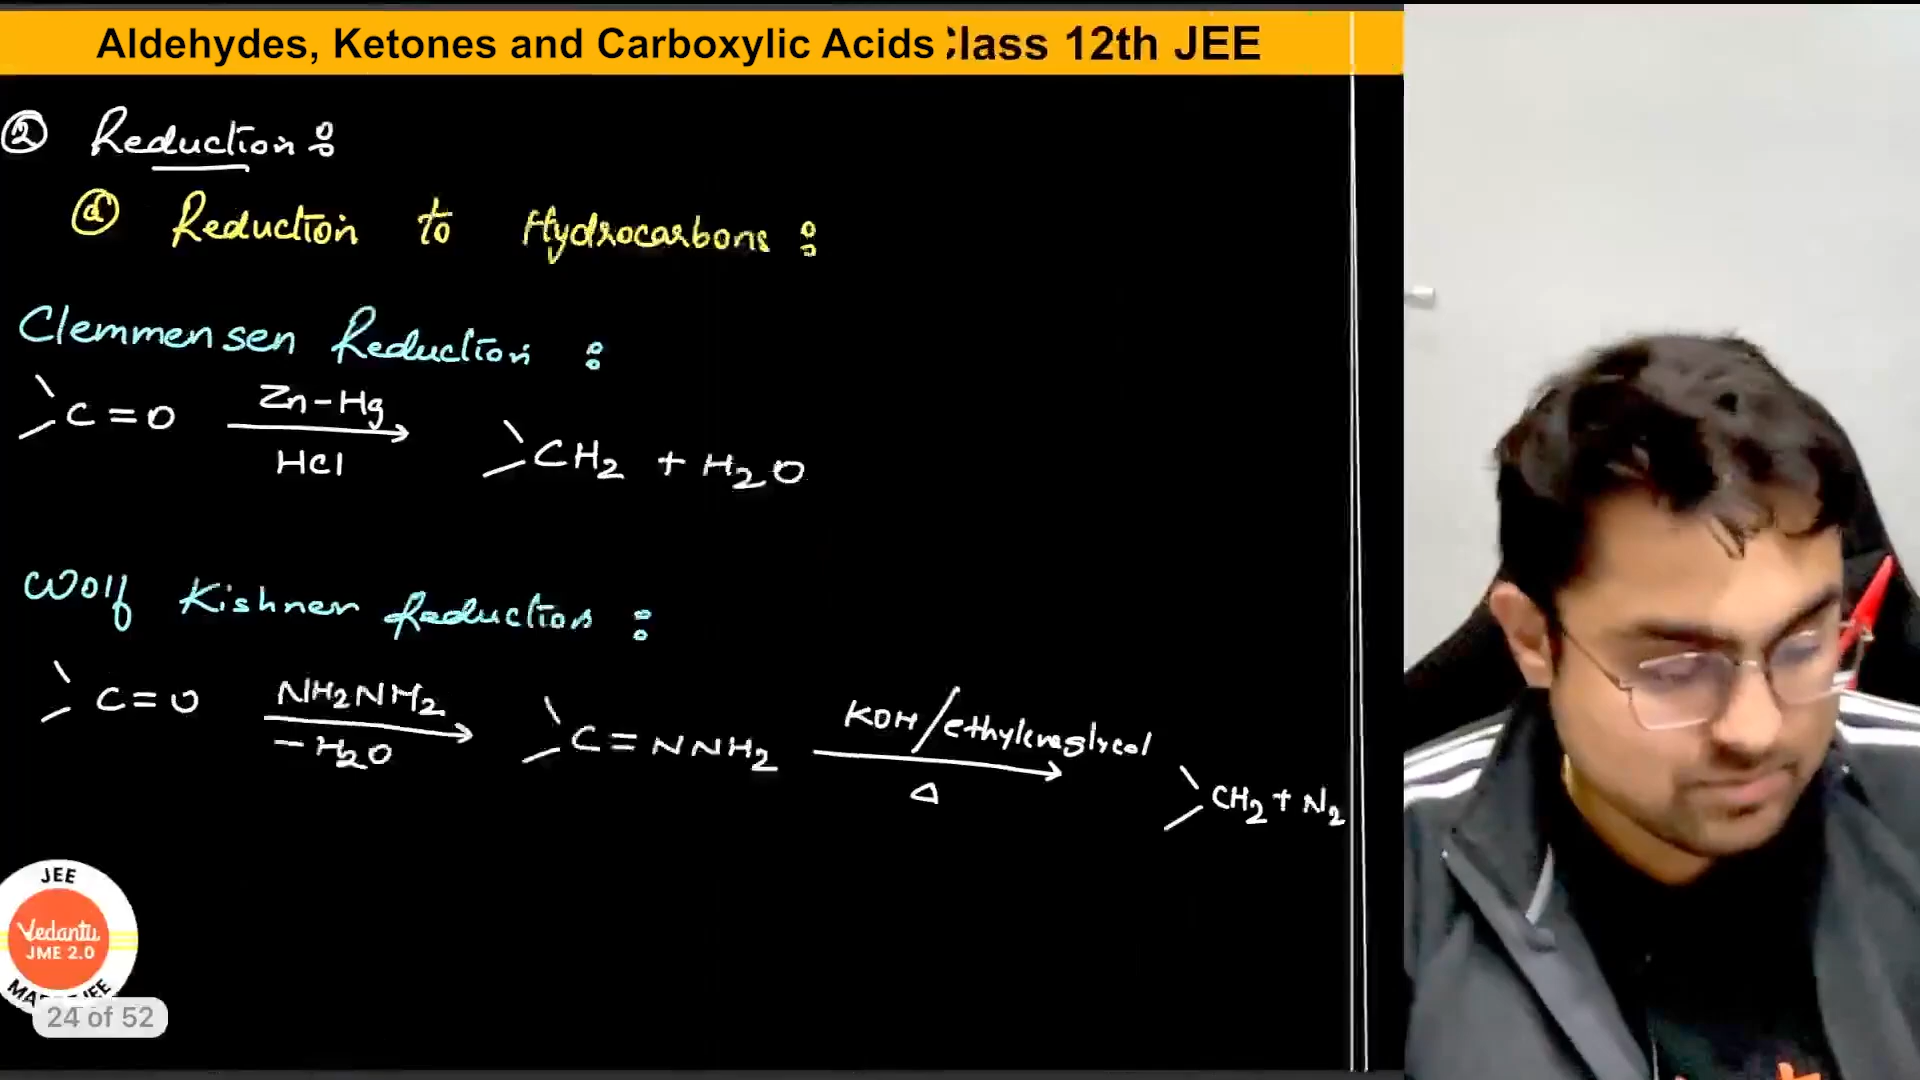 Aldehydes, Ketones and Carboxylic Acids Class 12th JEE
② Reduction :
ⓓ Reduction to Hydrocarbons :
Clemmensen Reduction :
C=O Zn-Hg HCl CH2 + H2O
Wolf Kishner Reduction :
C=O NH2NH2 -H2O C=NNH2 KOH/ethyleneglycol Δ CH2 + N2
JEE
Vedantu
JME 2.0
24 of 52